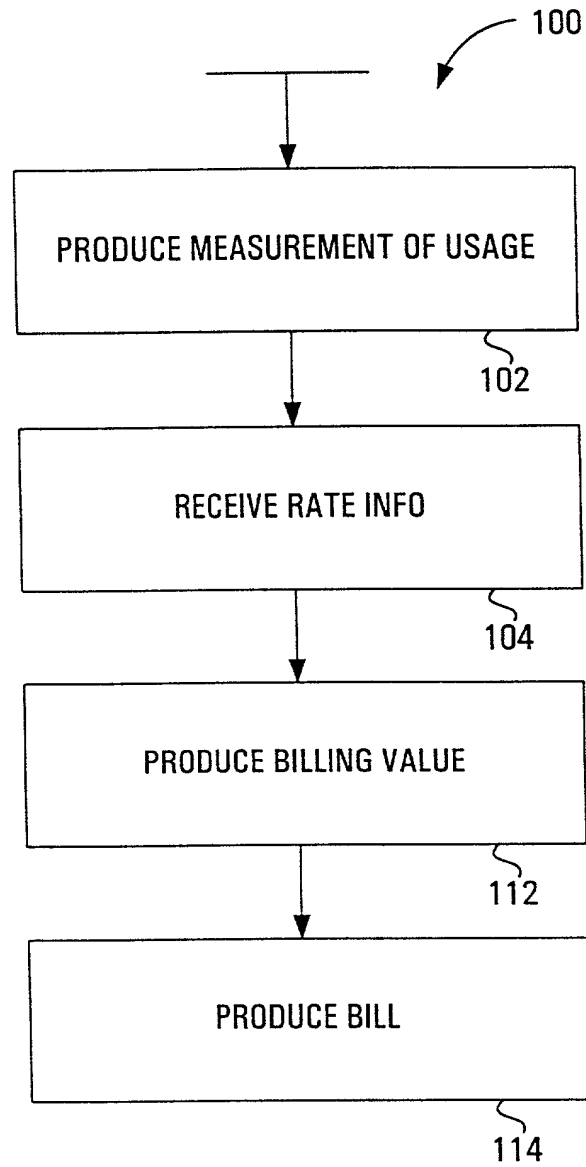 100
PRODUCE MEASUREMENT OF USAGE
102
RECEIVE RATE INFO
104
PRODUCE BILLING VALUE
112
PRODUCE BILL
114